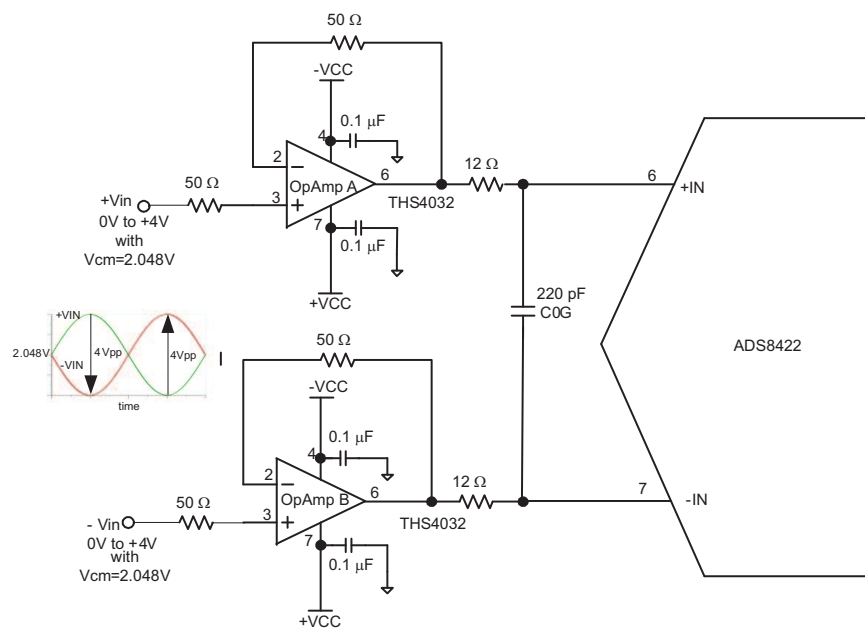 50 Ω
-VCC
0.1 μF
4
2
50 Ω
OpAmp A
6
12 Ω
6
+Vin
3
THS4032
+IN
0V to +4V
with
Vcm=2.048V
7
0.1 μF
+VCC
220 pF
C0G
+VIN
50 Ω
2.048V
4Vpp
4Vpp
ADS8422
-VIN
time
-VCC
0.1 μF
4
2
50 Ω
OpAmp B
6
12 Ω
7
-IN
- Vin
3
THS4032
0V to +4V
with
Vcm=2.048V
7
0.1 μF
+VCC